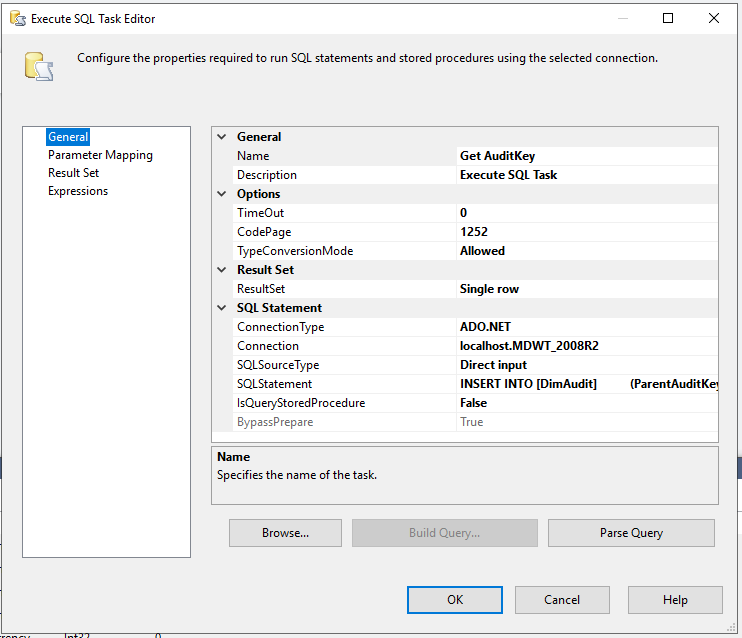 Execute SQL Task Editor
Configure the properties required to run SQL statements and stored procedures using the selected connection.
General
Parameter Mapping
Result Set
Expressions
General
Name Get AuditKey
Description Execute SQL Task
Options
TimeOut 0
CodePage 1252
TypeConversionMode Allowed
Result Set
ResultSet Single row
SQL Statement
ConnectionType ADO.NET
Connection localhost.MDWT_2008R2
SQLSourceType Direct input
SQLStatement INSERT INTO [DimAudit] (ParentAuditKey
IsQueryStoredProcedure False
BypassPrepare True
Name
Specifies the name of the task.
Browse...
Build Query...
Parse Query
OK
Cancel
Help